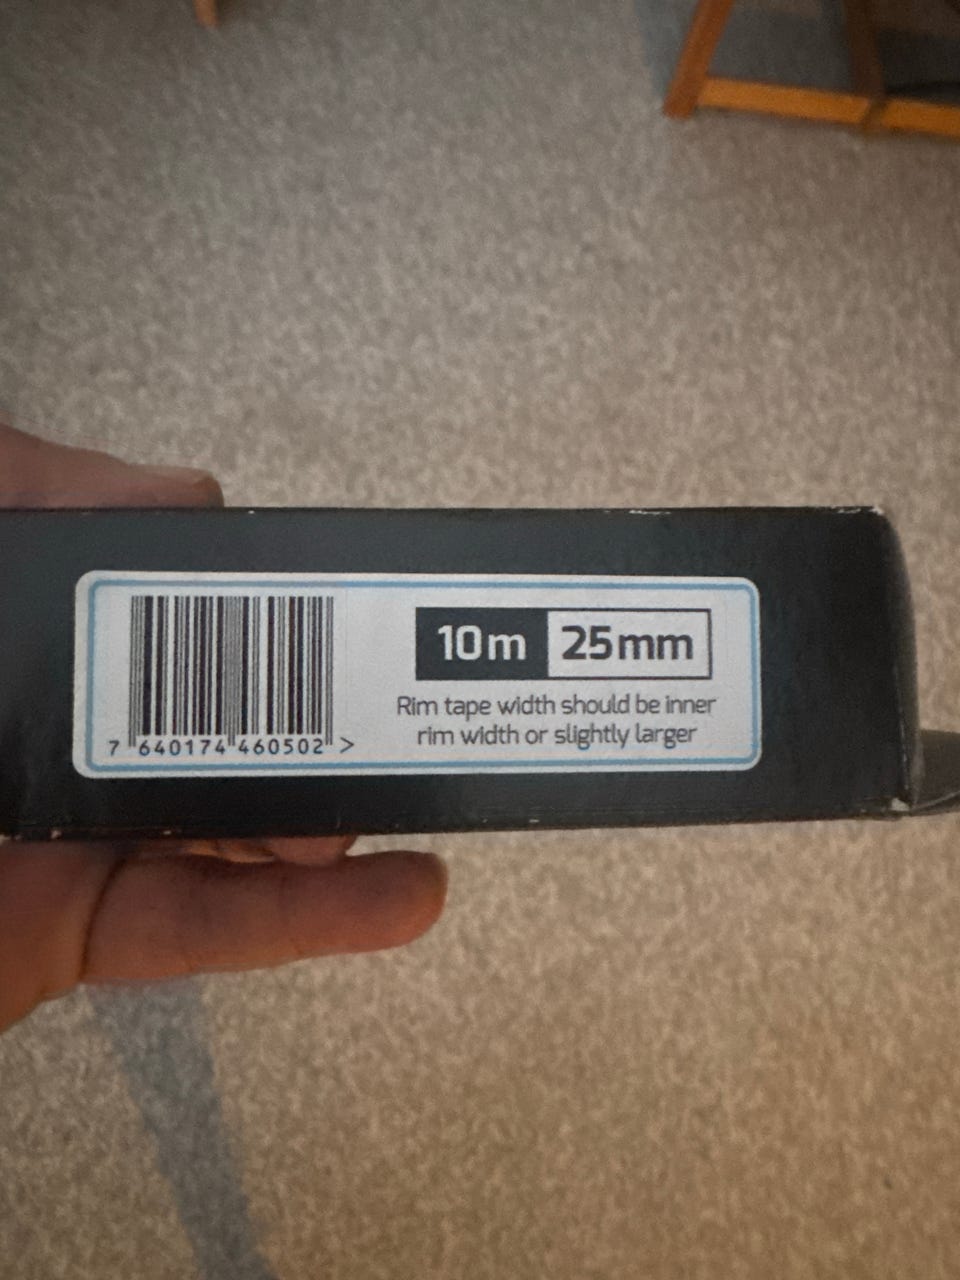 10m 25mm
Rim tape width should be inner
rim width or slightly larger
7 640174 460502 >